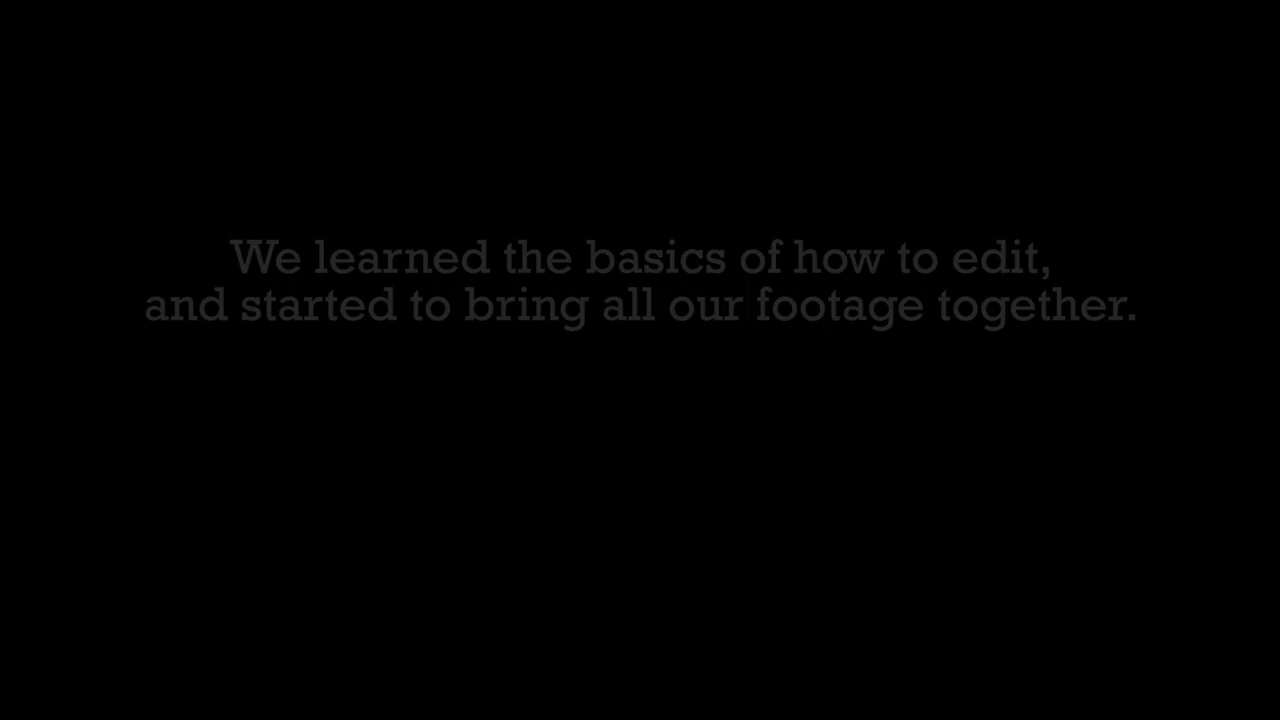 We learned the basics of how to edit,
and started to bring all our footage together.